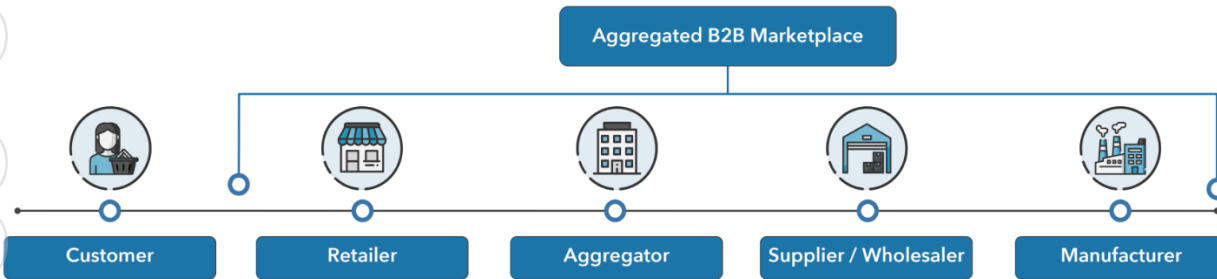 Aggregated B2B Marketplace
Customer
Retailer
Aggregator
Supplier / Wholesaler
Manufacturer